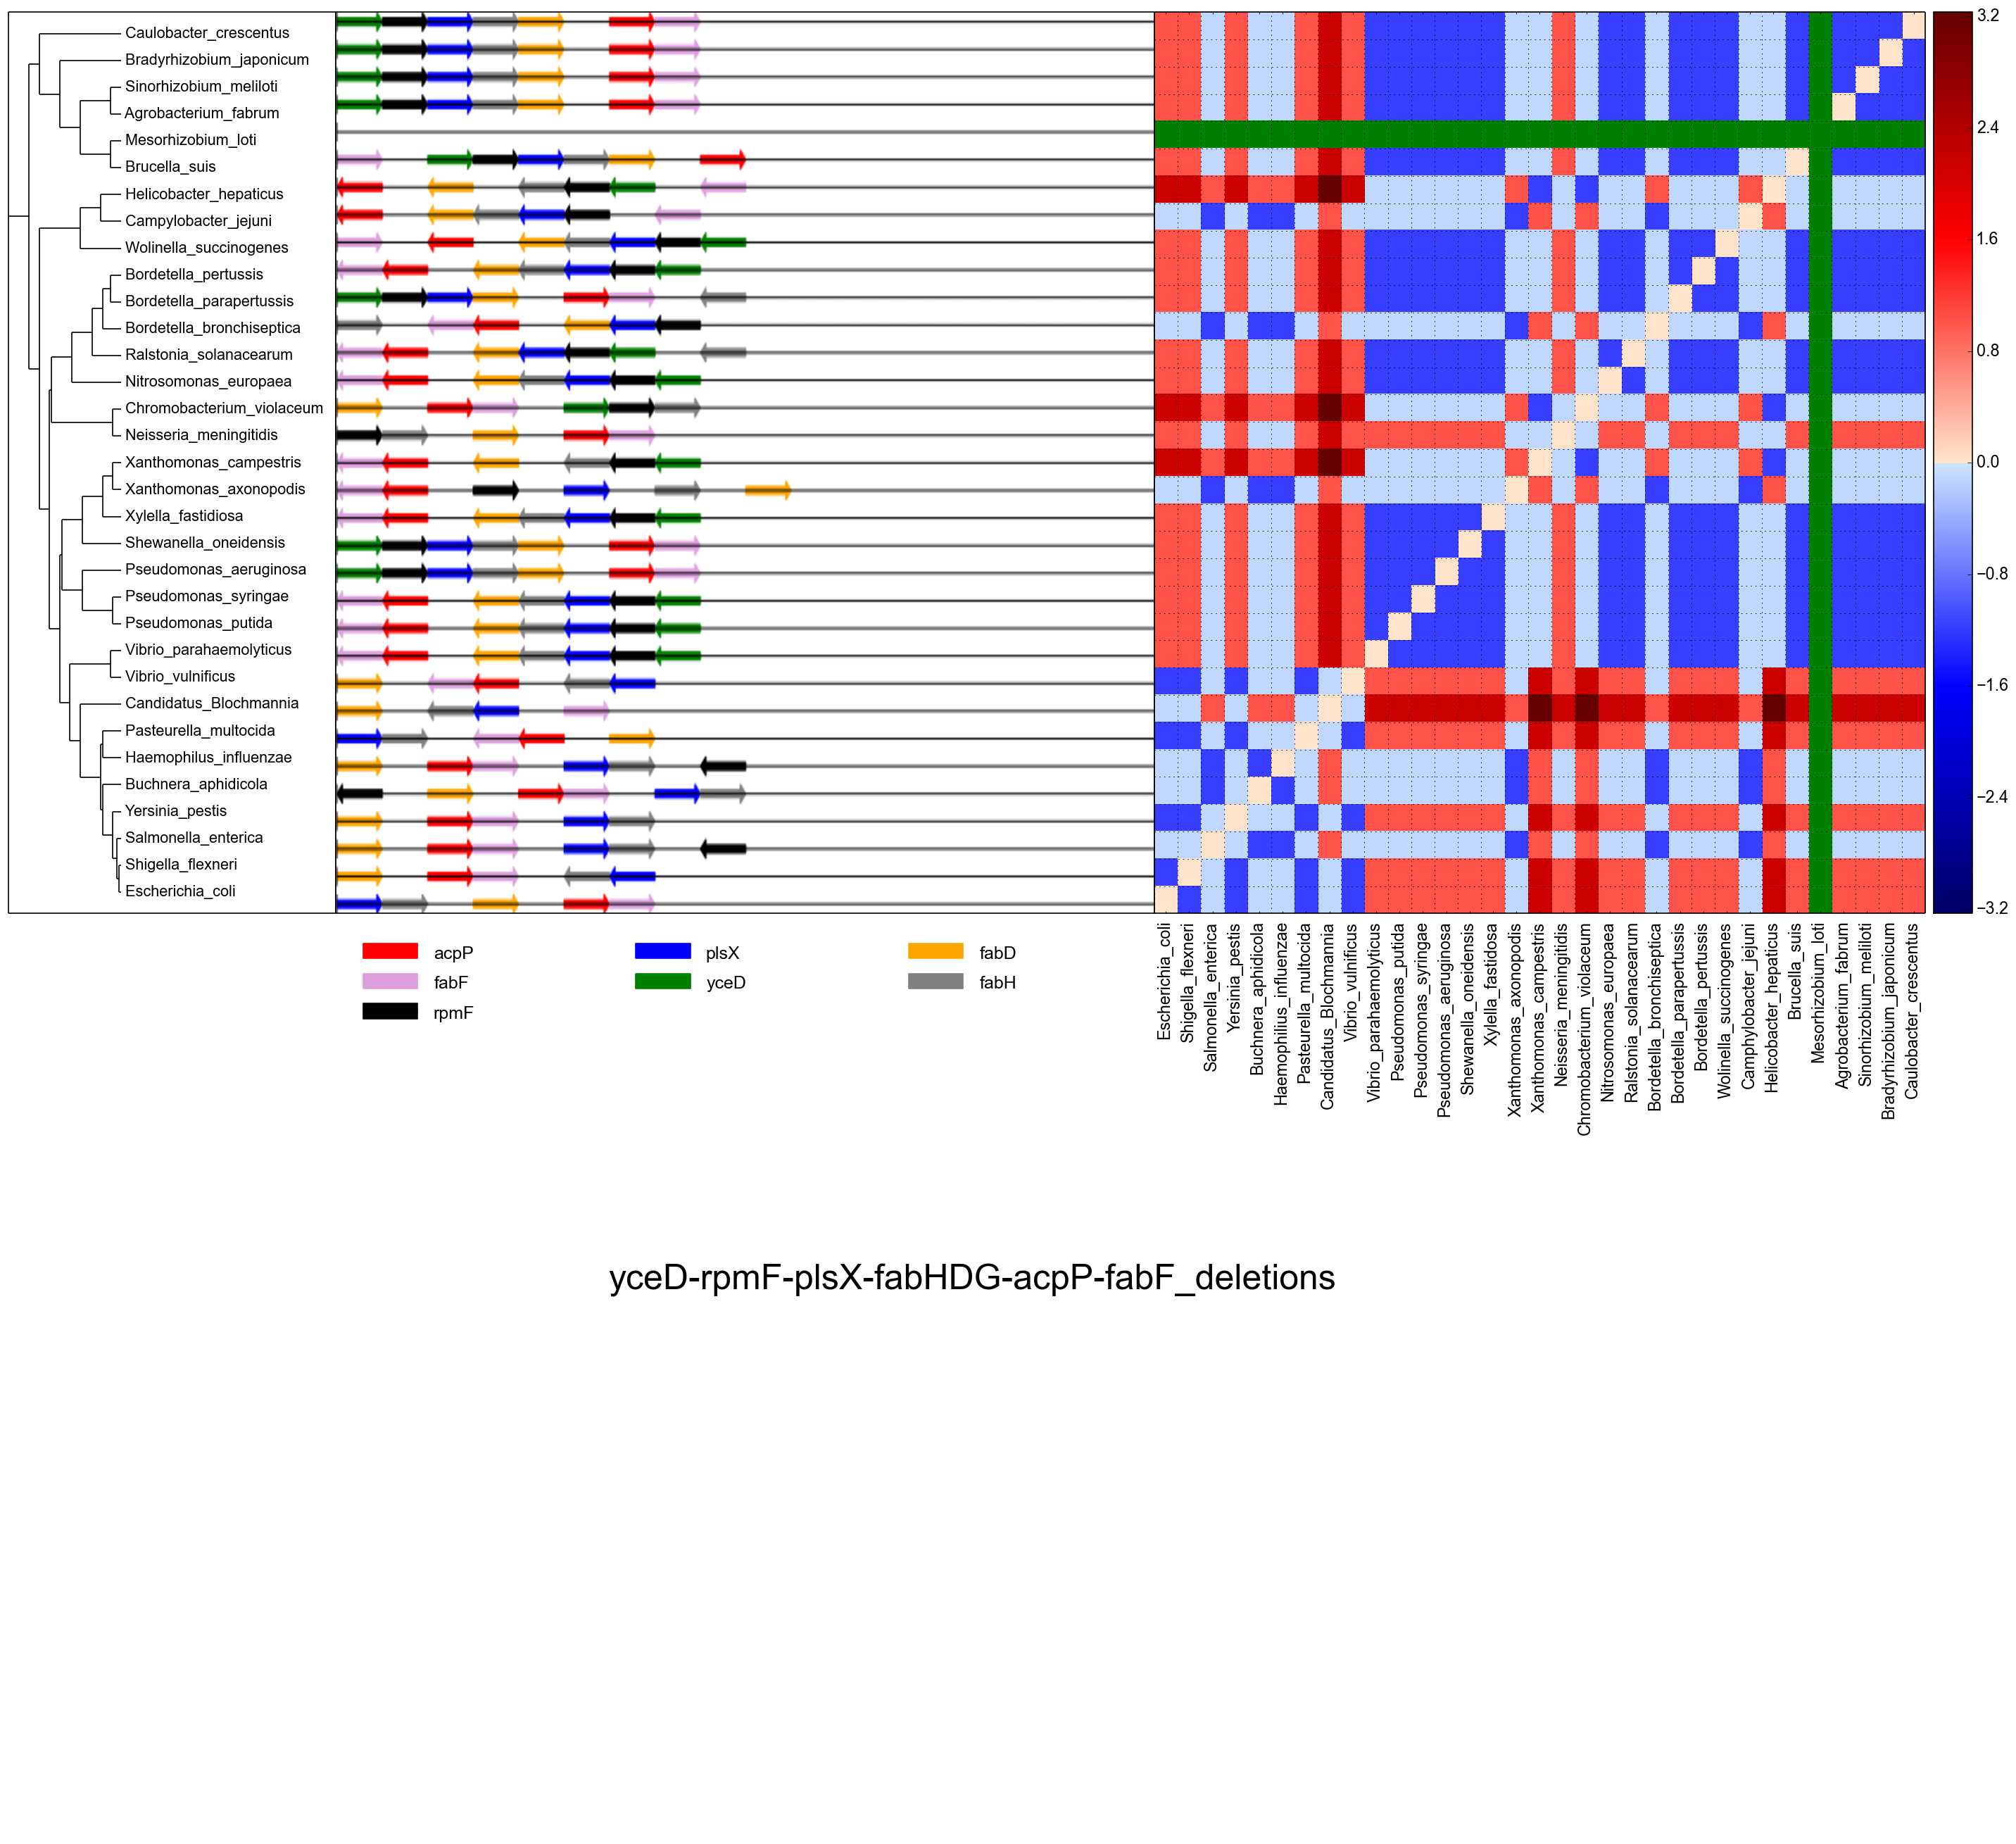 Caulobacter_crescentus
Bradyrhizobium_japonicum
Sinorhizobium_meliloti
Agrobacterium_fabrum
Mesorhizobium_loti
Brucella_suis
Helicobacter_hepaticus
Campylobacter_jejuni
Wolinella_succinogenes
Bordetella_pertussis
Bordetella_parapertussis
Bordetella_bronchiseptica
Ralstonia_solanacearum
Nitrosomonas_europaea
Chromobacterium_violaceum
Neisseria_meningitidis
Xanthomonas_campestris
Xanthomonas_axonopodis
Xylella_fastidiosa
Shewanella_oneidensis
Pseudomonas_aeruginosa
Pseudomonas_syringae
Pseudomonas_putida
Vibrio_parahaemolyticus
Vibrio_vulnificus
Candidatus_Blochmannia
Pasteurella_multocida
Haemophilus_influenzae
Buchnera_aphidicola
Yersinia_pestis
Salmonella_enterica
Shigella_flexneri
Escherichia_coli
3.2
2.4
1.6
0.8
0.0
−0.8
−1.6
−2.4
−3.2
acpP plsX fabD
fabF yceD fabH
rpmF
Escherichia_coli
Shigella_flexneri
Salmonella_enterica
Yersinia_pestis
Buchnera_aphidicola
Haemophilius_influenzae
Pasteurella_multocida
Candidatus_Blochmannia
Vibrio_vulnificus
Vibrio_parahaemolyticus
Pseudomonas_putida
Pseudomonas_syringae
Pseudomonas_aeruginosa
Shewanella_oneidensis
Xylella_fastidosa
Xanthomonas_axonopodis
Xanthomonas_campestris
Neisseria_meningitidis
Chromobacterium_violaceum
Nitrosomonas_europaea
Ralstonia_solanacearum
Bordetella_bronchiseptica
Bordetella_parapertussis
Bordetella_pertussis
Wolinella_succinogenes
Camphylobacter_jejuni
Helicobacter_hepaticus
Brucella_suis
Mesorhizobium_loti
Agrobacterium_fabrum
Sinorhizobium_meliloti
Bradyrhizobium_japonicum
Caulobacter_crescentus
yceD-rpmF-plsX-fabHDG-acpP-fabF_deletions